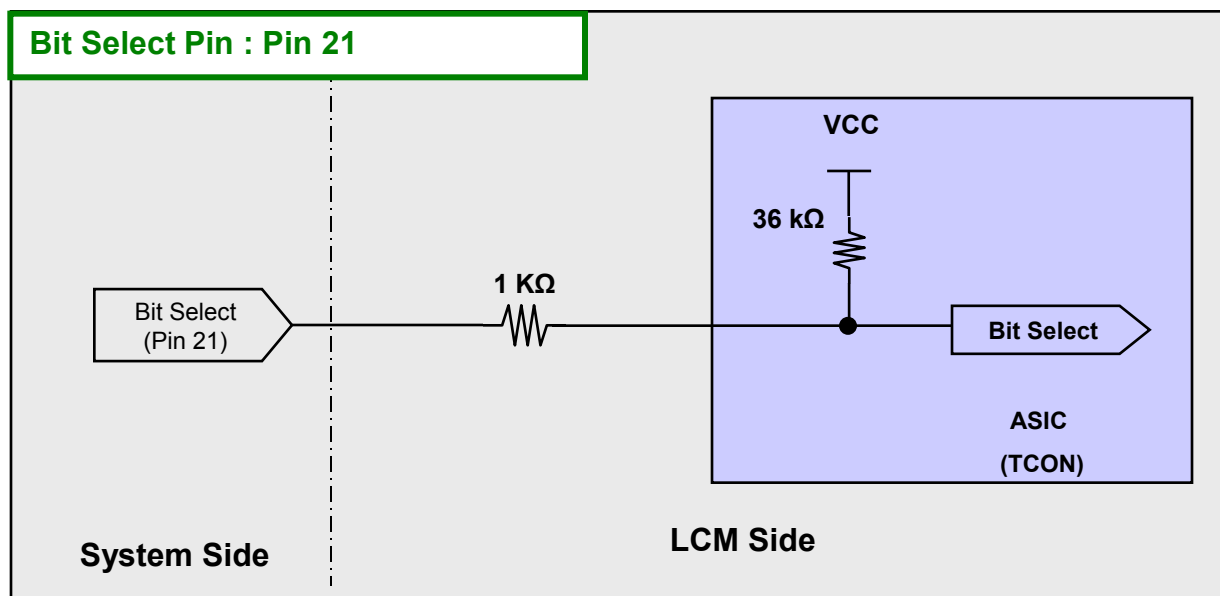 Bit Select Pin : Pin 21
VCC
36 kΩ
1 KΩ
Bit Select
(Pin 21)
Bit Select
ASIC
(TCON)
System Side
LCM Side